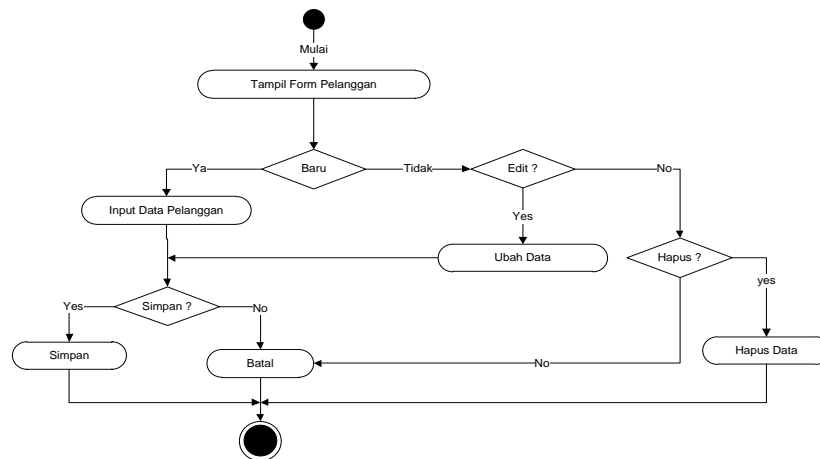 Mulai
Tampil Form Pelanggan
Ya
Baru
Tidak
Edit ?
No
Input Data Pelanggan
Yes
Ubah Data
Hapus ?
yes
Yes
Simpan ?
No
Simpan
Batal
No
Hapus Data